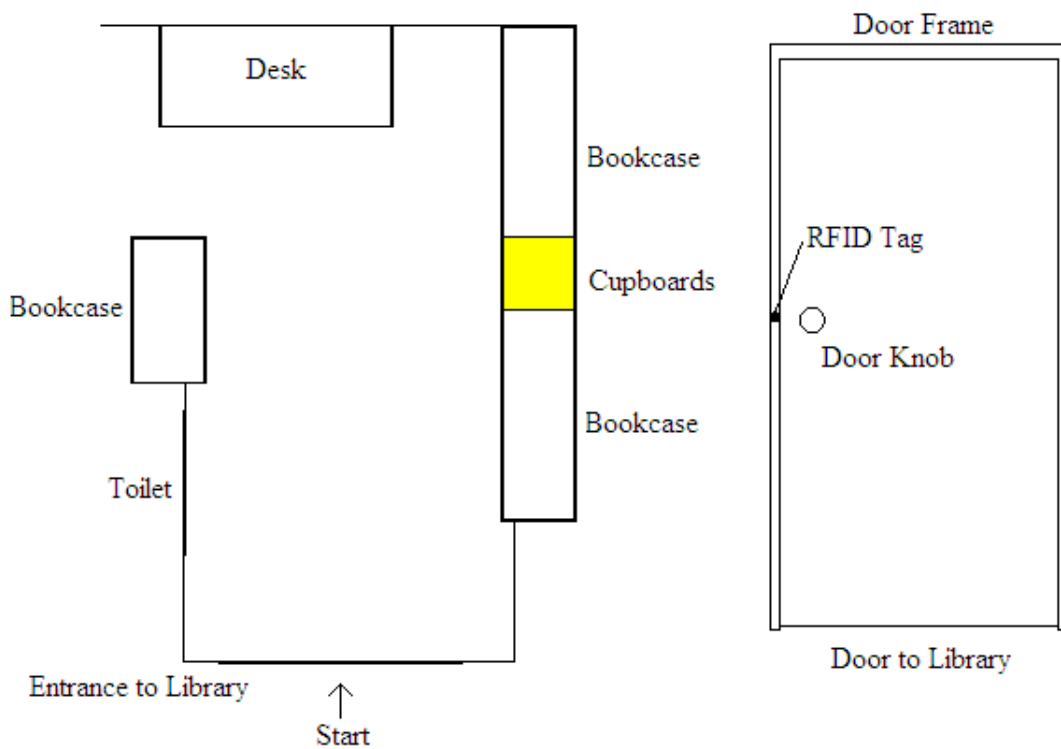 Desk
Bookcase
Cupboards
Bookcase
Bookcase
Toilet
Entrance to Library
Start
Door Frame
RFID Tag
Door Knob
Door to Library